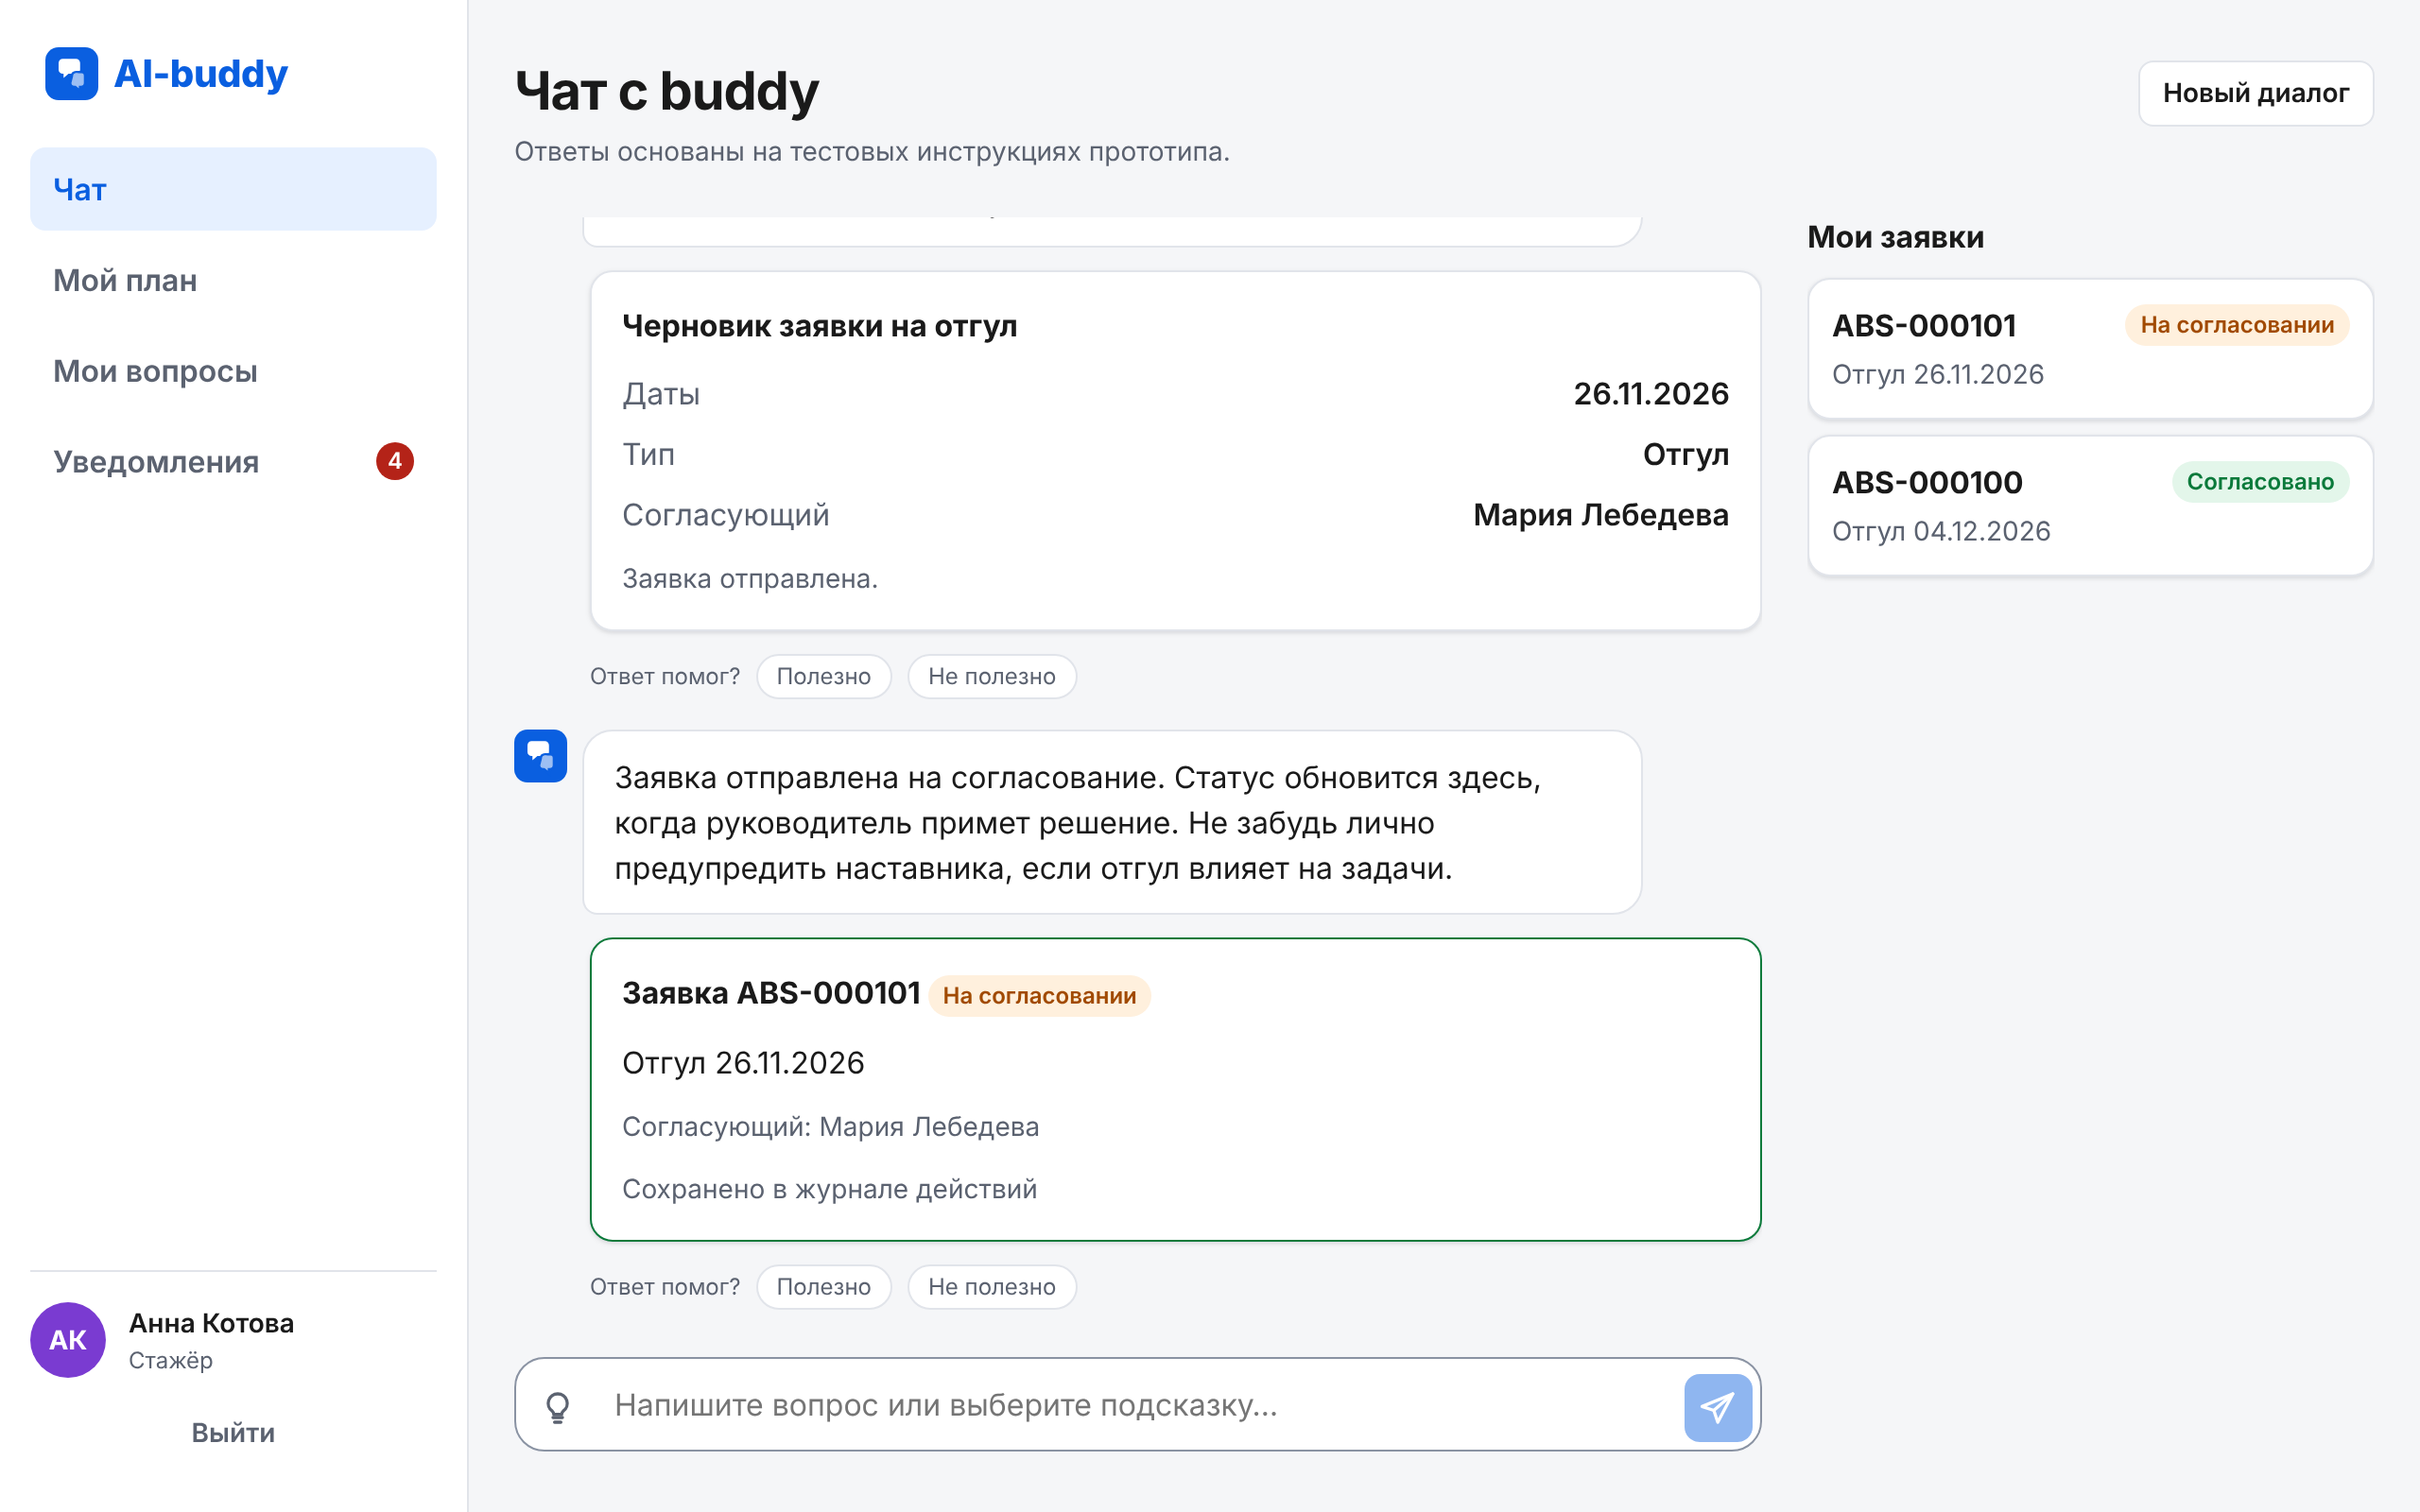 AI-buddy
Чат
Мой план
Мои вопросы
Уведомления 4
АК
Анна Котова
Стажёр
Выйти
Чат с buddy
Ответы основаны на тестовых инструкциях прототипа.
Новый диалог
Черновик заявки на отгул
Даты 26.11.2026
Тип Отгул
Согласующий Мария Лебедева
Заявка отправлена.
Ответ помог? Полезно Не полезно
Заявка отправлена на согласование. Статус обновится здесь,
когда руководитель примет решение. Не забудь лично
предупредить наставника, если отгул влияет на задачи.
Заявка ABS-000101 На согласовании
Отгул 26.11.2026
Согласующий: Мария Лебедева
Сохранено в журнале действий
Ответ помог? Полезно Не полезно
Напишите вопрос или выберите подсказку...
Мои заявки
ABS-000101 На согласовании
Отгул 26.11.2026
ABS-000100 Согласовано
Отгул 04.12.2026